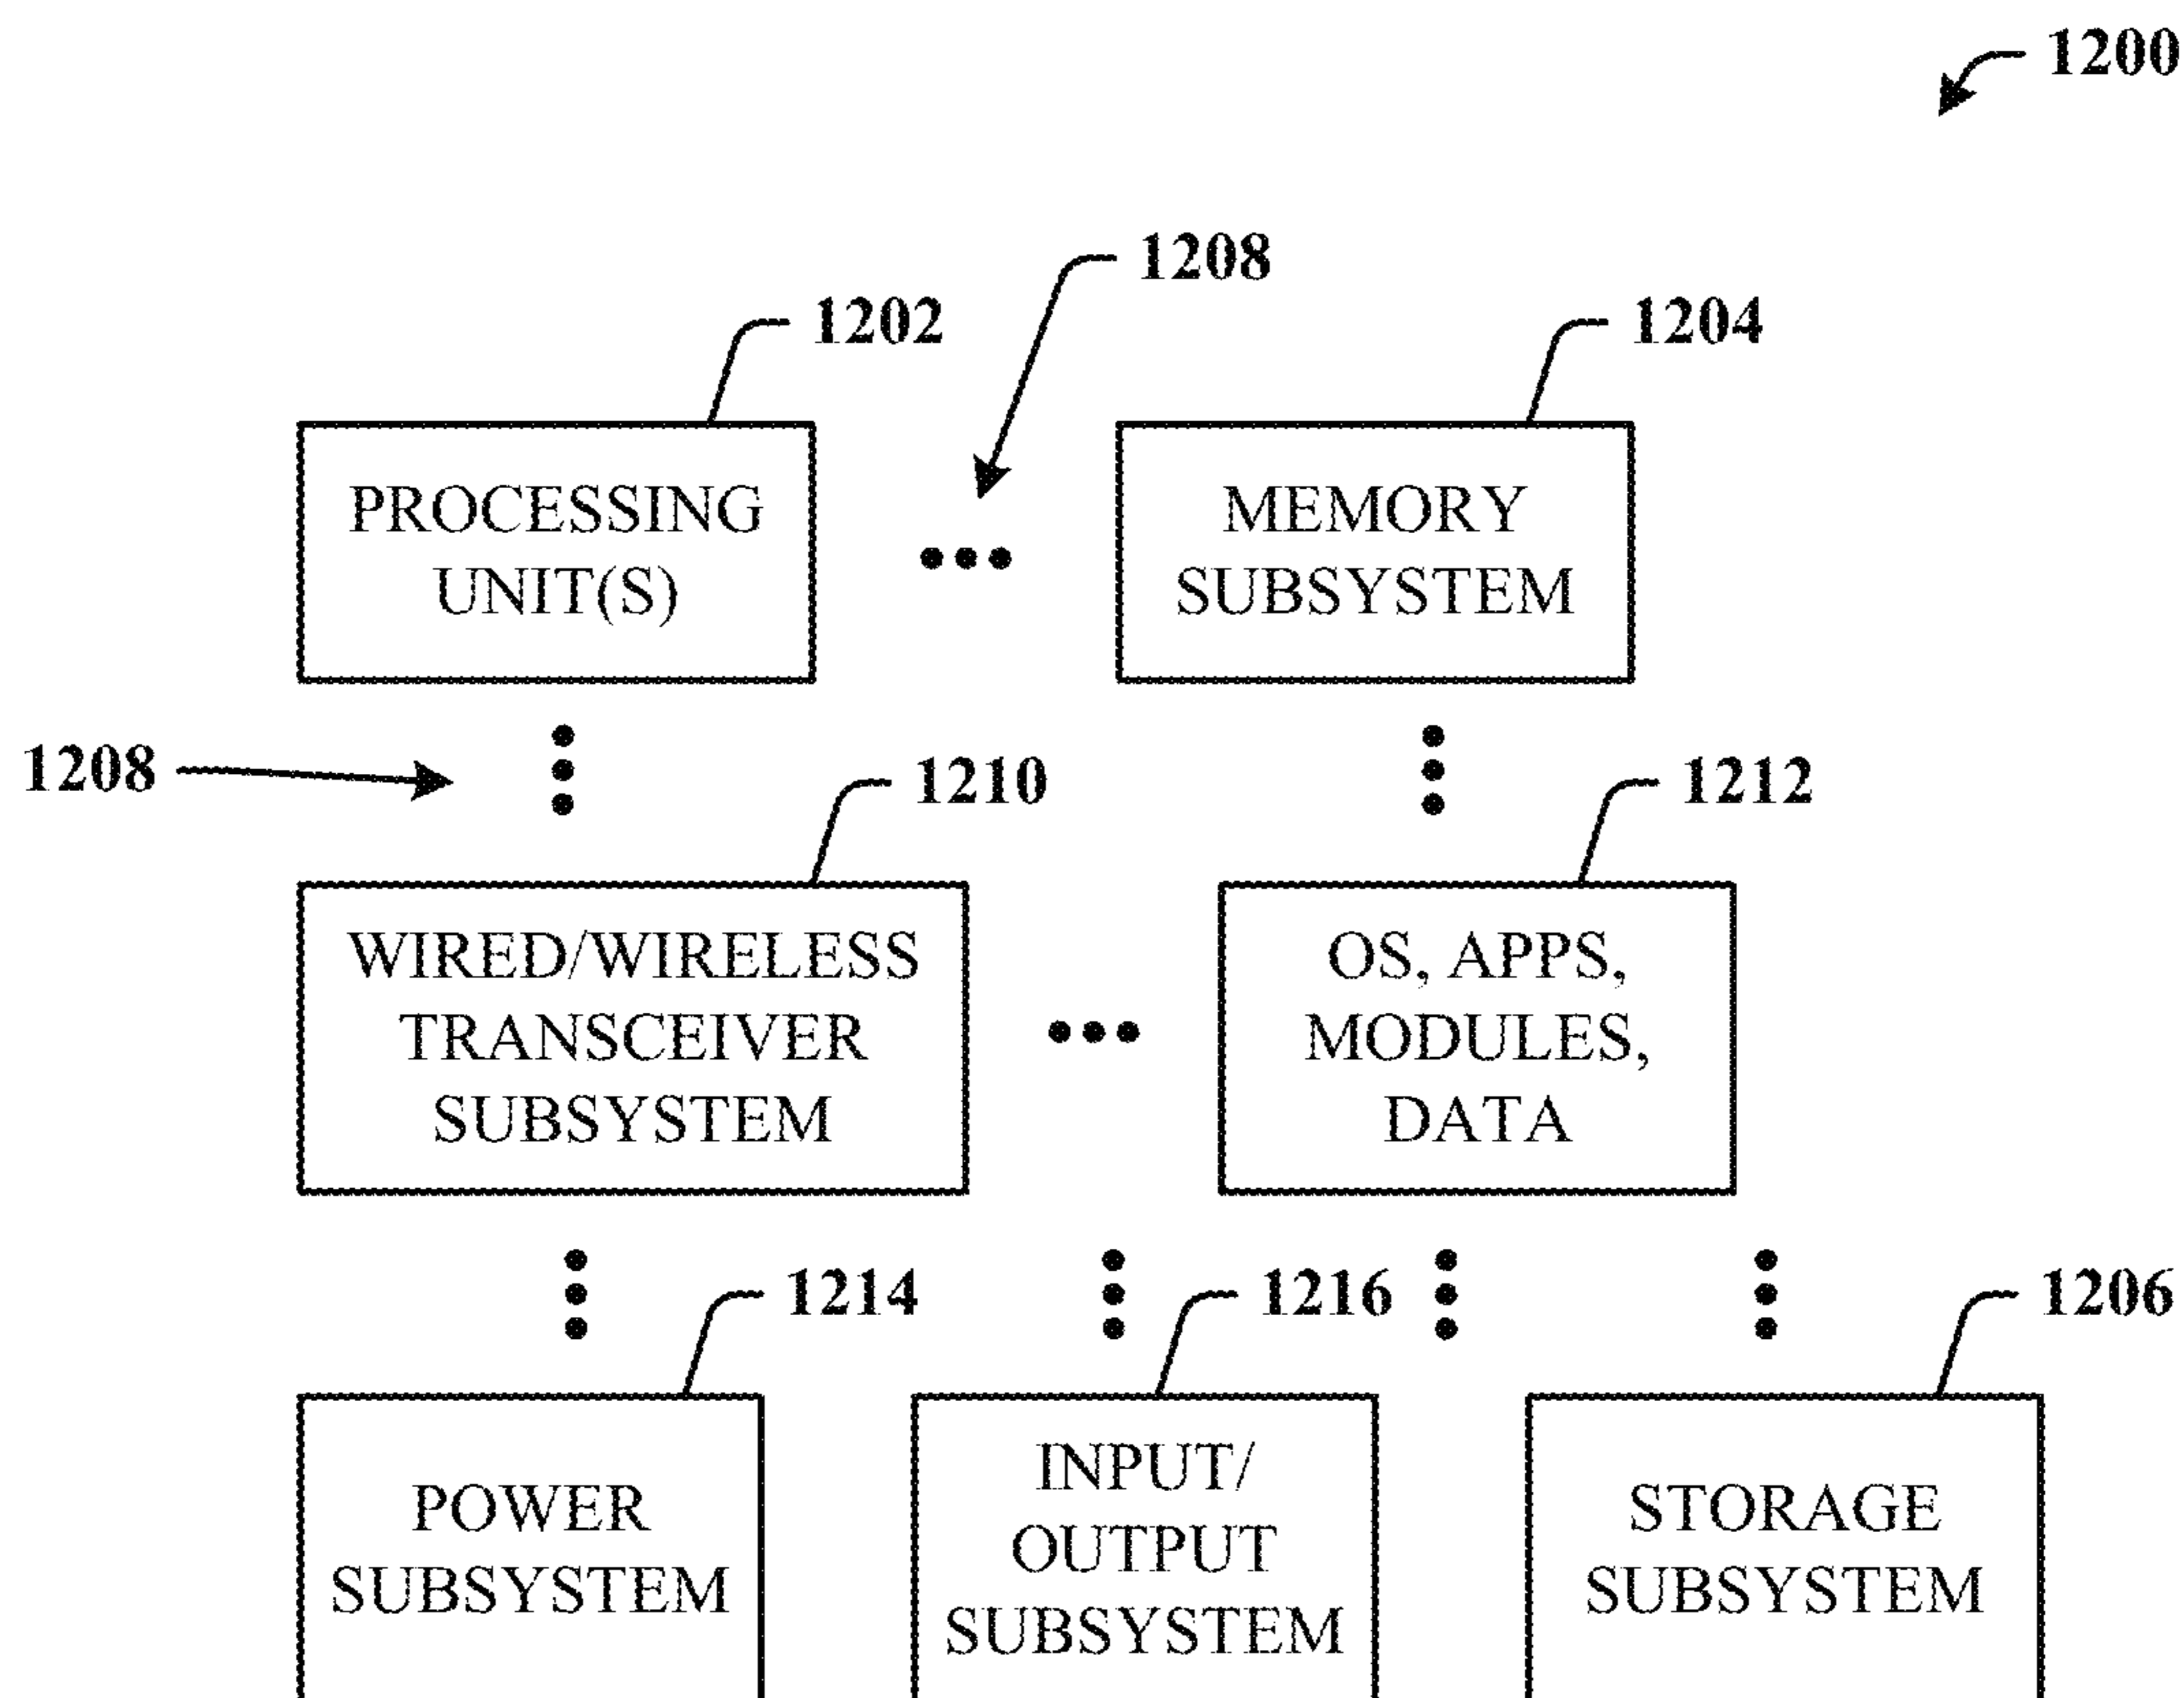 1200
1208
1202
1204
PROCESSING
UNIT(S)
MEMORY
SUBSYSTEM
1208
1210
1212
WIRED/WIRELESS
TRANSCEIVER
SUBSYSTEM
OS, APPS,
MODULES,
DATA
1214
1216
1206
POWER
SUBSYSTEM
INPUT/
OUTPUT
SUBSYSTEM
STORAGE
SUBSYSTEM